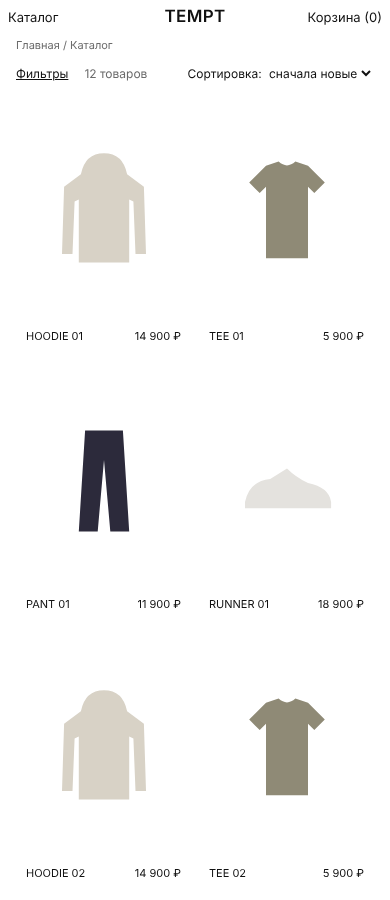 Каталог TEMPT Корзина (0)
Главная / Каталог
Фильтры 12 товаров Сортировка: сначала новые
HOODIE 01 14 900 ₽ TEE 01 5 900 ₽
PANT 01 11 900 ₽ RUNNER 01 18 900 ₽
HOODIE 02 14 900 ₽ TEE 02 5 900 ₽